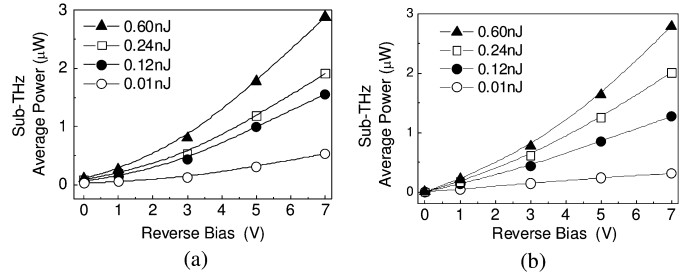 3
2
1
0
Sub-THz
Average Power (μW)
0.60nJ
0.24nJ
0.12nJ
0.01nJ
0 1 2 3 4 5 6 7
Reverse Bias (V)
(a)
3
2
1
0
Sub-THz
Average Power (μW)
0.60nJ
0.24nJ
0.12nJ
0.01nJ
0 1 2 3 4 5 6 7
Reverse Bias (V)
(b)